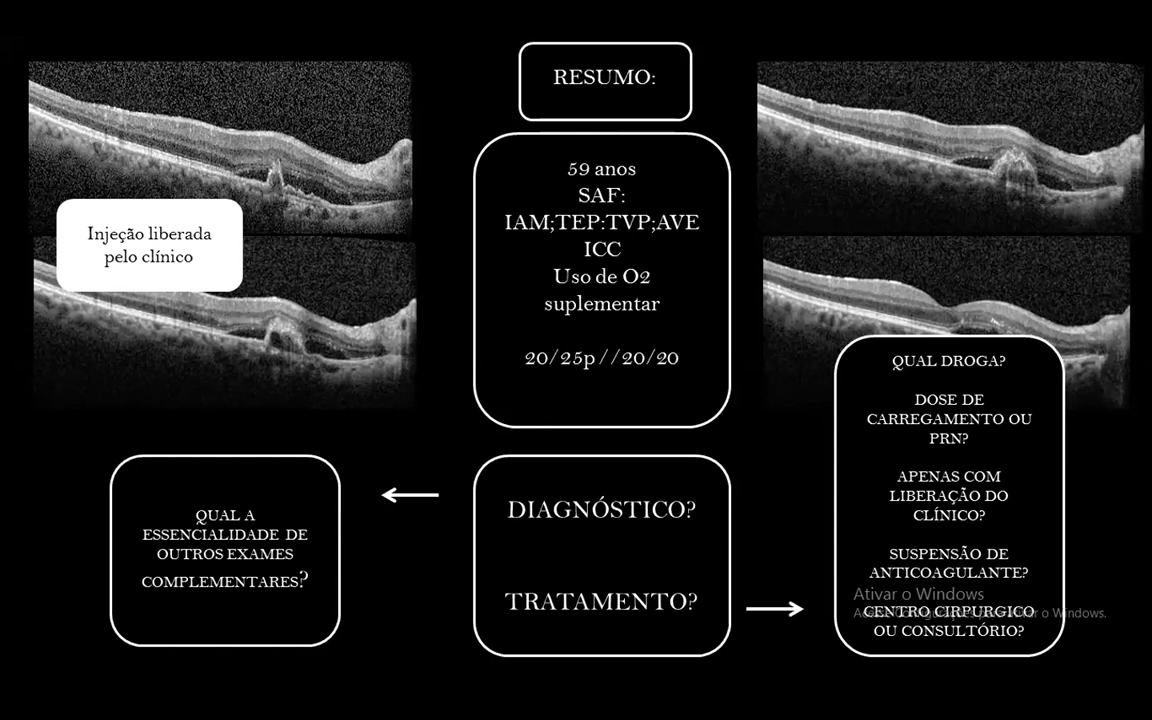 RESUMO:
59 anos
SAF:
IAM;TEP:TVP;AVE
ICC
Uso de O2
suplementar
20/25p //20/20
Injeção liberada
pelo clínico
DIAGNÓSTICO?
TRATAMENTO?
QUAL A
ESSENCIALIDADE DE
OUTROS EXAMES
COMPLEMENTARES?
QUAL DROGA?
DOSE DE
CARREGAMENTO OU
PRN?
APENAS COM
LIBERAÇÃO DO
CLÍNICO?
SUSPENSÃO DE
ANTICOAGULANTE?
CENTRO CIRPURGICO
OU CONSULTÓRIO?
Ativar o Windows